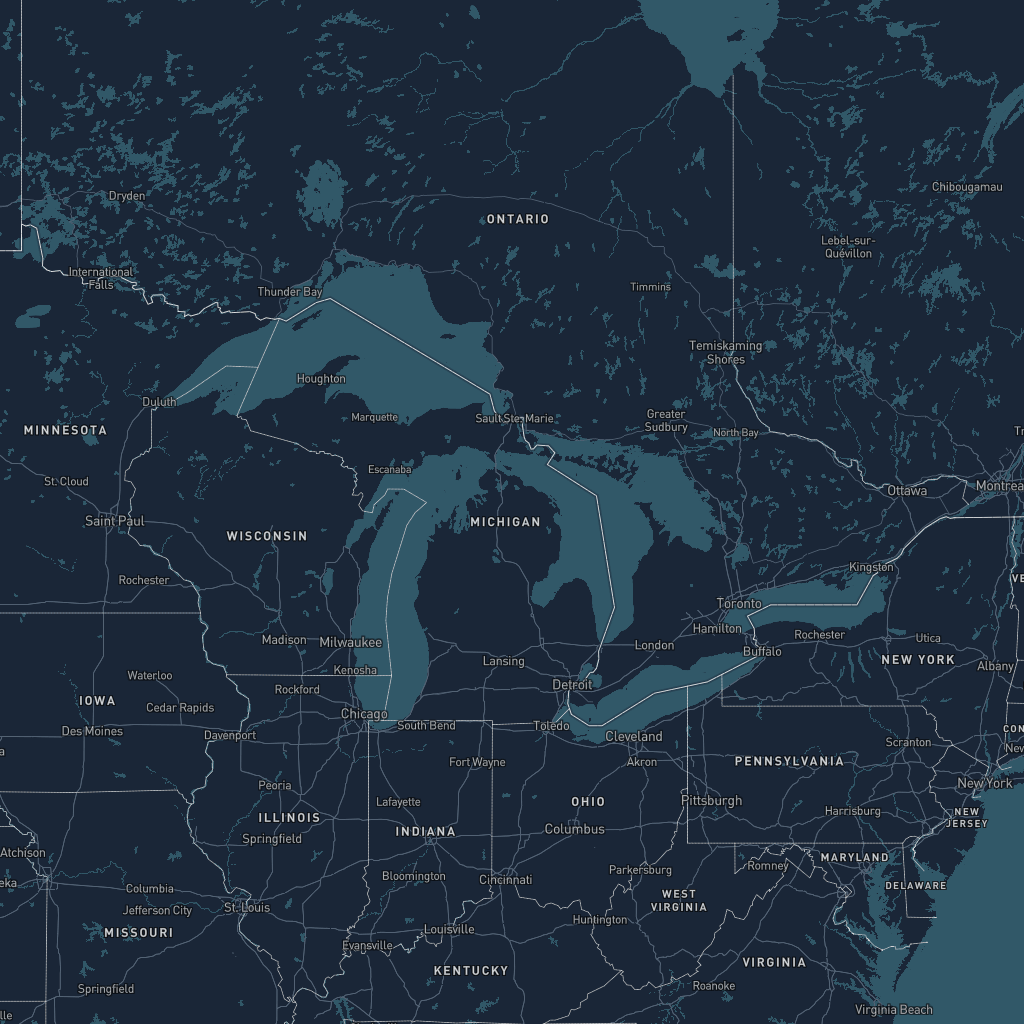 Dryden
Chibougamau
ONTARIO
Lebel-sur-
Quévillon
International
Falls
Thunder Bay
Timmins
Temiskaming
Shores
Houghton
Duluth
Marquette
Sault Ste-Marie
Greater
Sudbury
North Bay
MINNESOTA
Escanaba
St. Cloud
Ottawa
Montrea
Saint Paul
MICHIGAN
WISCONSIN
Kingston
Rochester
VE
Toronto
Hamilton
Rochester
Utica
Madison
Milwaukee
London
Buffalo
Lansing
NEW YORK
Albany
Kenosha
Waterloo
Rockford
Detroit
IOWA
Cedar Rapids
Chicago
South Bend
Toledo
Des Moines
Davenport
Cleveland
CON
Scranton
New
a
Fort Wayne
Akron
PENNSYLVANIA
Peoria
New York
Lafayette
OHIO
Pittsburgh
Harrisburg
ILLINOIS
NEW
JERSEY
INDIANA
Columbus
Springfield
Atchison
MARYLAND
Romney
Parkersburg
eka
Bloomington
Cincinnati
DELAWARE
Columbia
WEST
VIRGINIA
Jefferson City
St. Louis
Huntington
MISSOURI
Louisville
Evansville
KENTUCKY
VIRGINIA
Springfield
Roanoke
Virginia Beach
lle
Tr